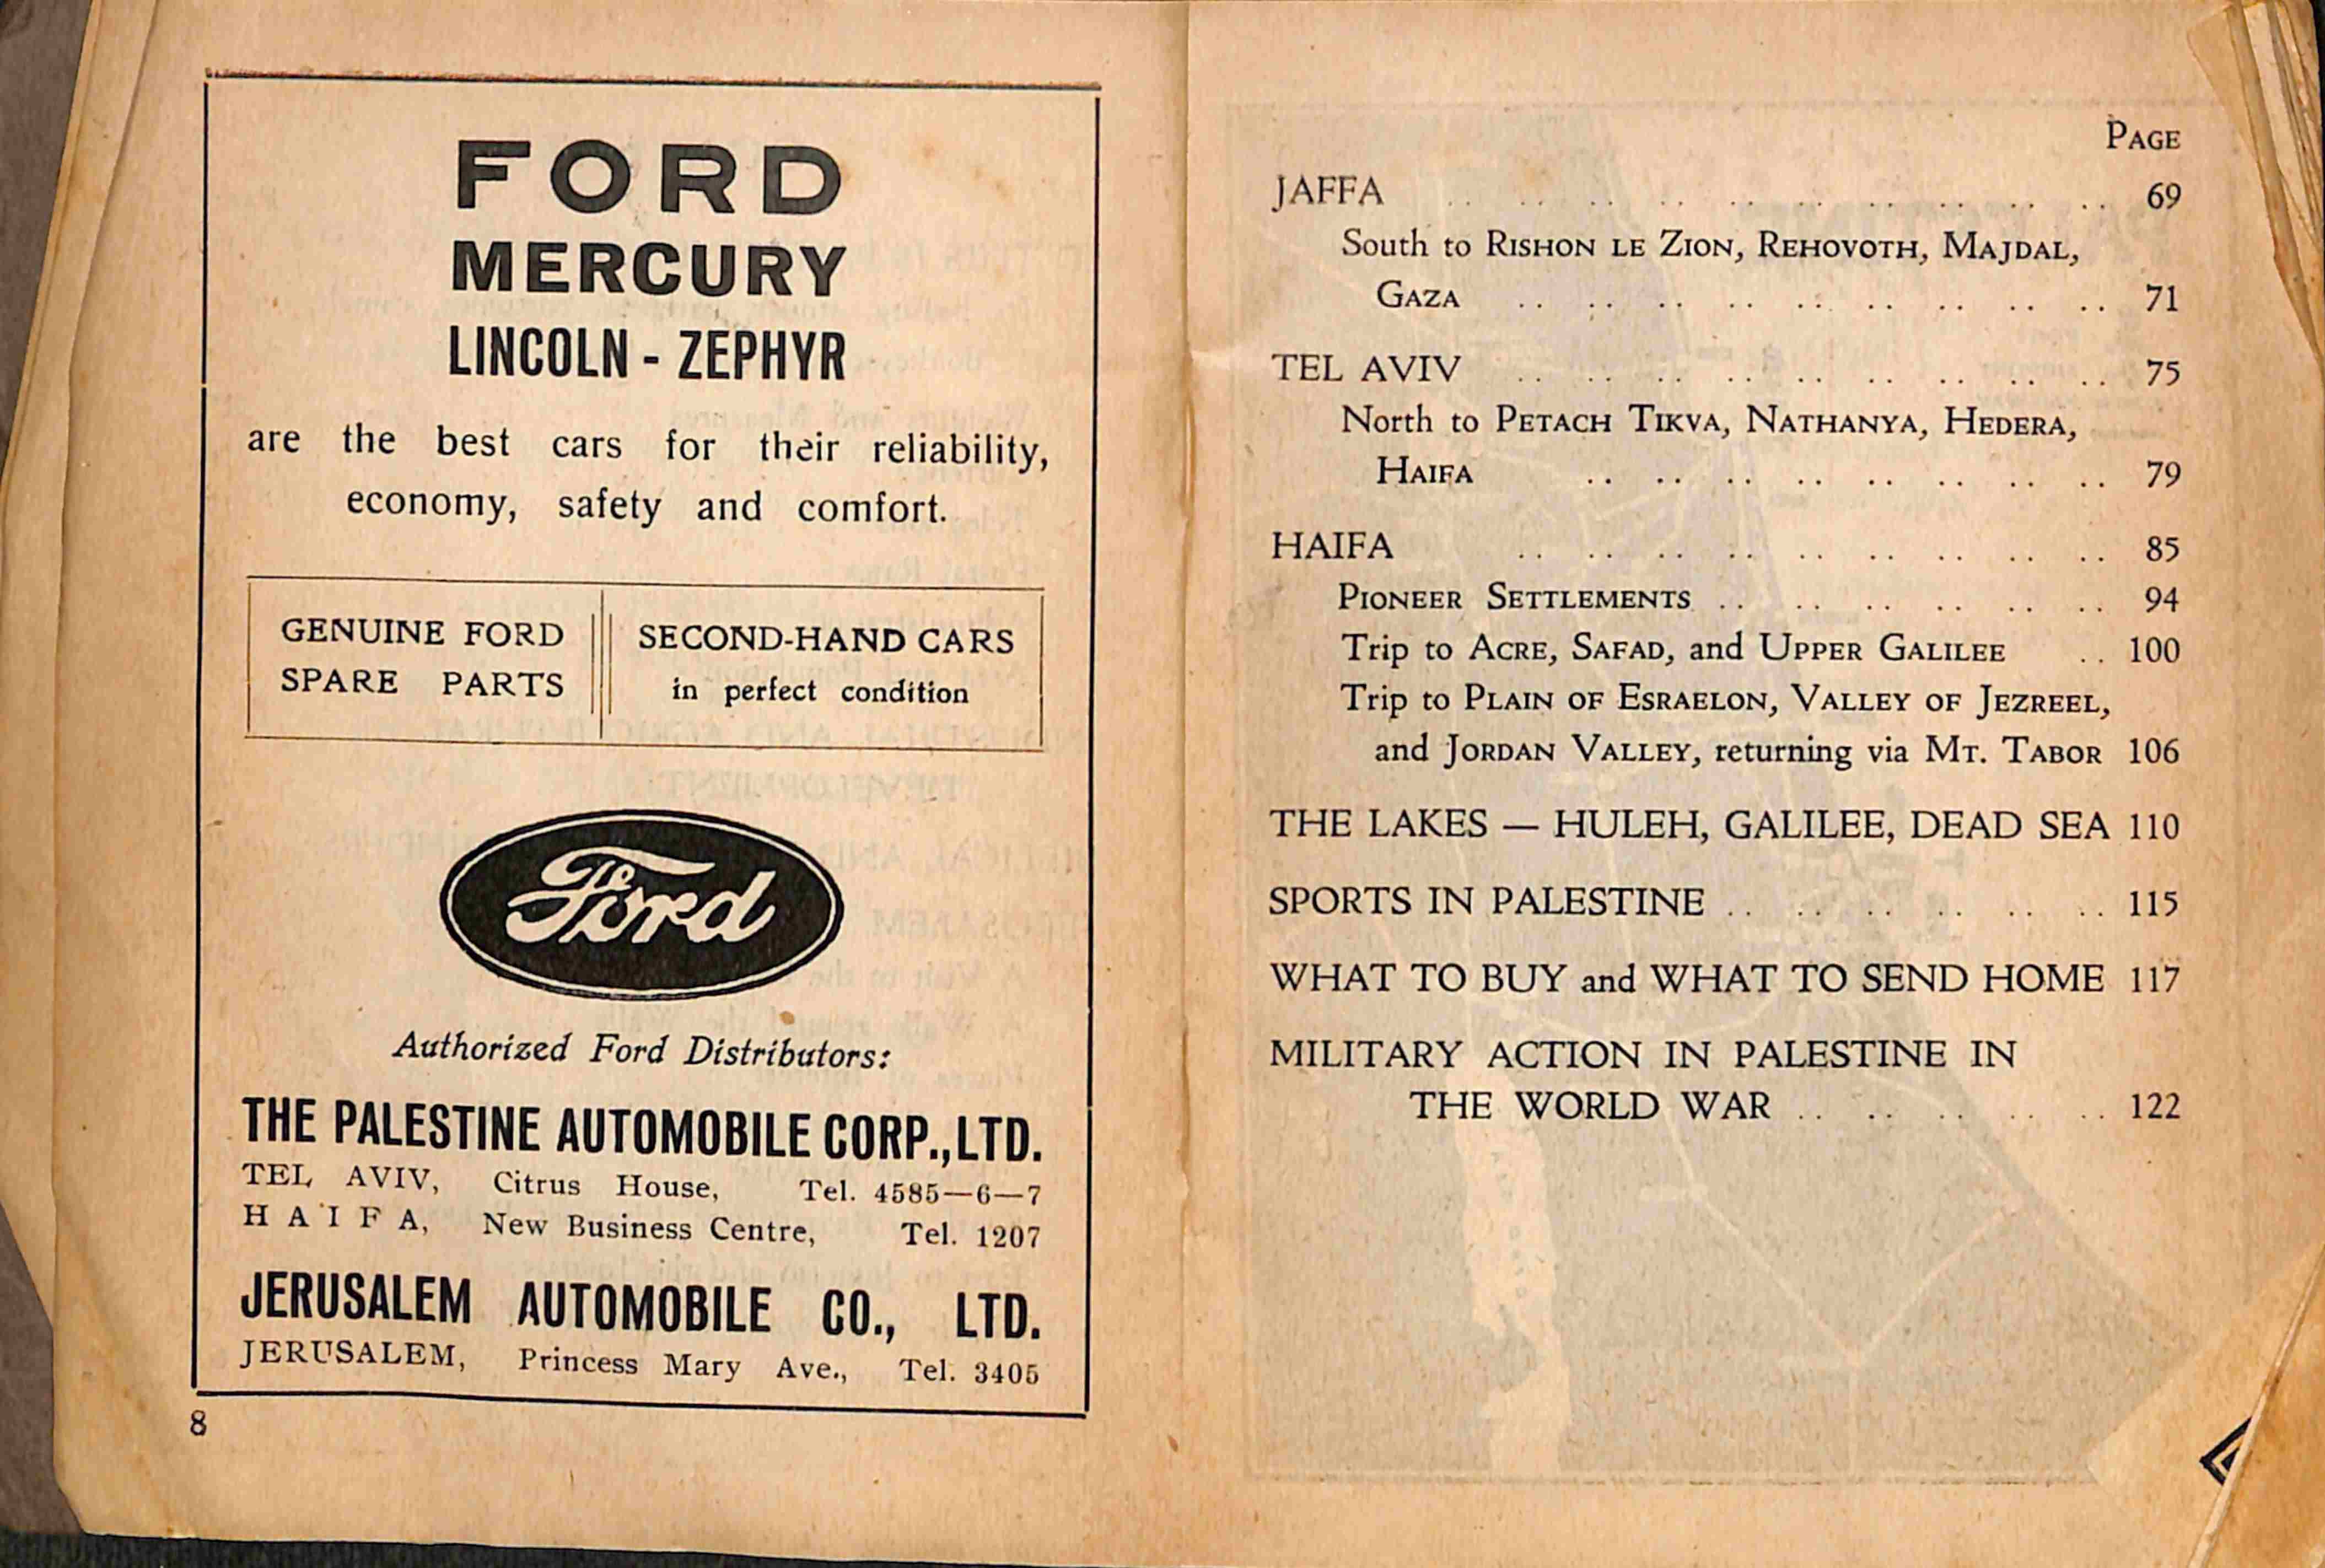 FORD
MERCURY
LINCOLN - ZEPHYR
are the best cars for their reliability,
economy, safety and comfort.
GENUINE FORD
SPARE PARTS
SECOND-HAND CARS
in perfect condition
Ford
Authorized Ford Distributors:
THE PALESTINE AUTOMOBILE CORP., LTD.
TEL AVIV, Citrus House, Tel. 4585—6—7
HAIFA, New Business Centre, Tel. 1207
JERUSALEM AUTOMOBILE CO., LTD.
JERUSALEM, Princess Mary Ave., Tel. 3405
8
PAGE
JAFFA .. .. .. .. .. .. .. .. .. .. 69
South to RISHON LE ZION, REHOVOTH, MAJDAL,
GAZA .. .. .. .. .. .. .. .. .. 71
TEL AVIV .. .. .. .. .. .. .. .. .. 75
North to PETACH TIKVA, NATHANYA, HEDERA,
HAIFA .. .. .. .. .. .. .. .. 79
HAIFA .. .. .. .. .. .. .. .. .. 85
PIONEER SETTLEMENTS .. .. .. .. .. .. 94
Trip to ACRE, SAFAD, and UPPER GALILEE .. 100
Trip to PLAIN OF ESRAELON, VALLEY OF JEZREEL,
and JORDAN VALLEY, returning via MT. TABOR 106
THE LAKES — HULEH, GALILEE, DEAD SEA 110
SPORTS IN PALESTINE .. .. .. .. .. .. 115
WHAT TO BUY and WHAT TO SEND HOME 117
MILITARY ACTION IN PALESTINE IN
THE WORLD WAR .. .. .. .. .. 122